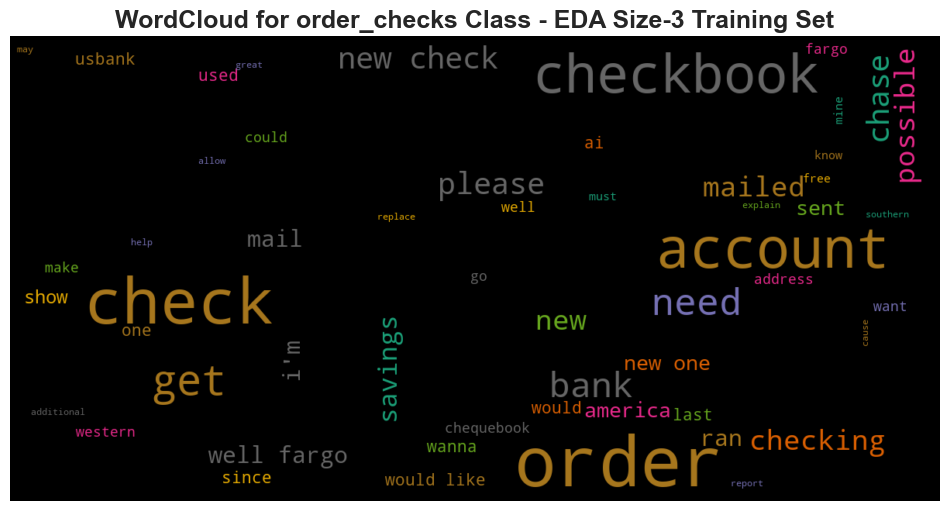 WordCloud for order_checks Class - EDA Size-3 Training Set
may
usbank
used
great
new check
checkbook
fargo
chase
possible
mine
could
ai
allow
know
please
mailed
free
must
well
explain
sent
southern
replace
help
mail
account
go
make
address
show
check
need
want
one
new
cause
i'm
savings
new one
get
bank
additional
would
america
last
western
chequebook
ran
checking
well fargo
wanna
order
since
would like
report